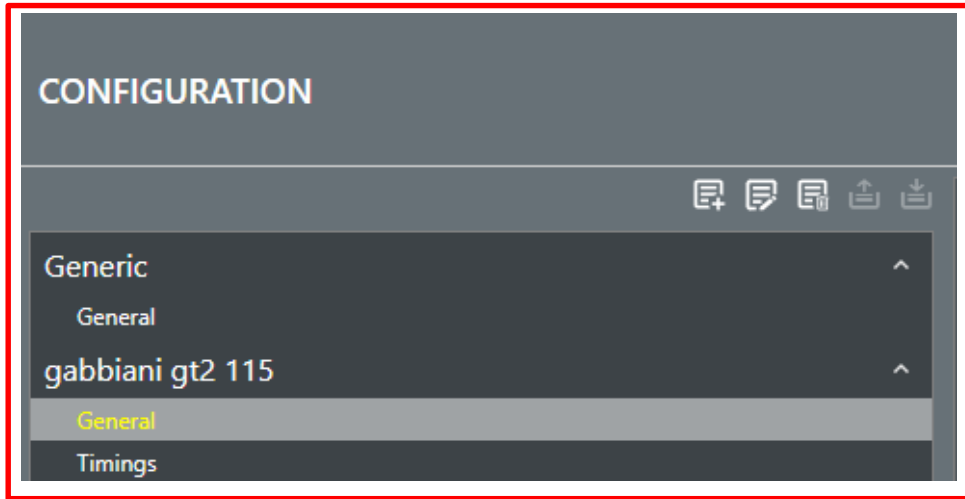 CONFIGURATION
Generic
General
gabbiani gt2 115
General
Timings